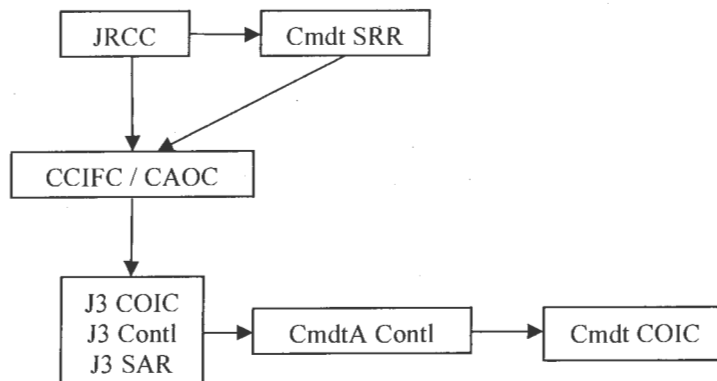 JRCC
Cmdt SRR
CCIFC / CAOC
J3 COIC
J3 Contl
J3 SAR
CmdtA Contl
Cmdt COIC